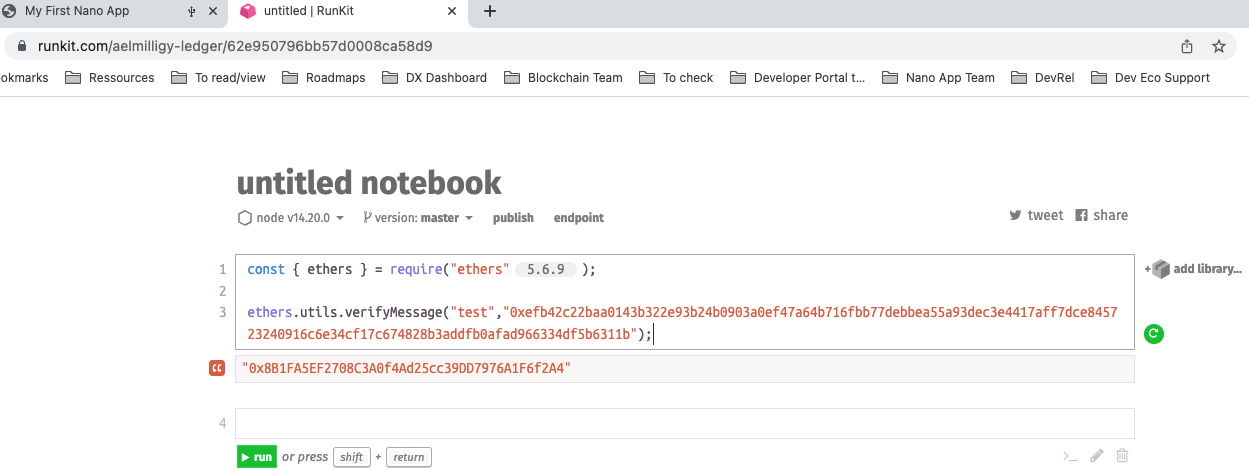 My First Nano App
untitled | RunKit
runkit.com/aelmilligy-ledger/62e950796bb57d0008ca58d9
okmarks Ressources To read/view Roadmaps DX Dashboard Blockchain Team To check Developer Portal t... Nano App Team DevRel Dev Eco Support
untitled notebook
node v14.20.0 version: master publish endpoint tweet share
1 const { ethers } = require("ethers" 5.6.9 ); + add library...
2
3 ethers.utils.verifyMessage("test","0xefb42c22baa0143b322e93b24b0903a0ef47a64b716fbb77debbea55a93dec3e4417aff7dce8457
23240916c6e34cf17c674828b3addfb0afad966334df5b6311b");
"0x8B1FA5EF2708C3A0f4Ad25cc39DD7976A1F6f2A4"
4
run or press shift + return